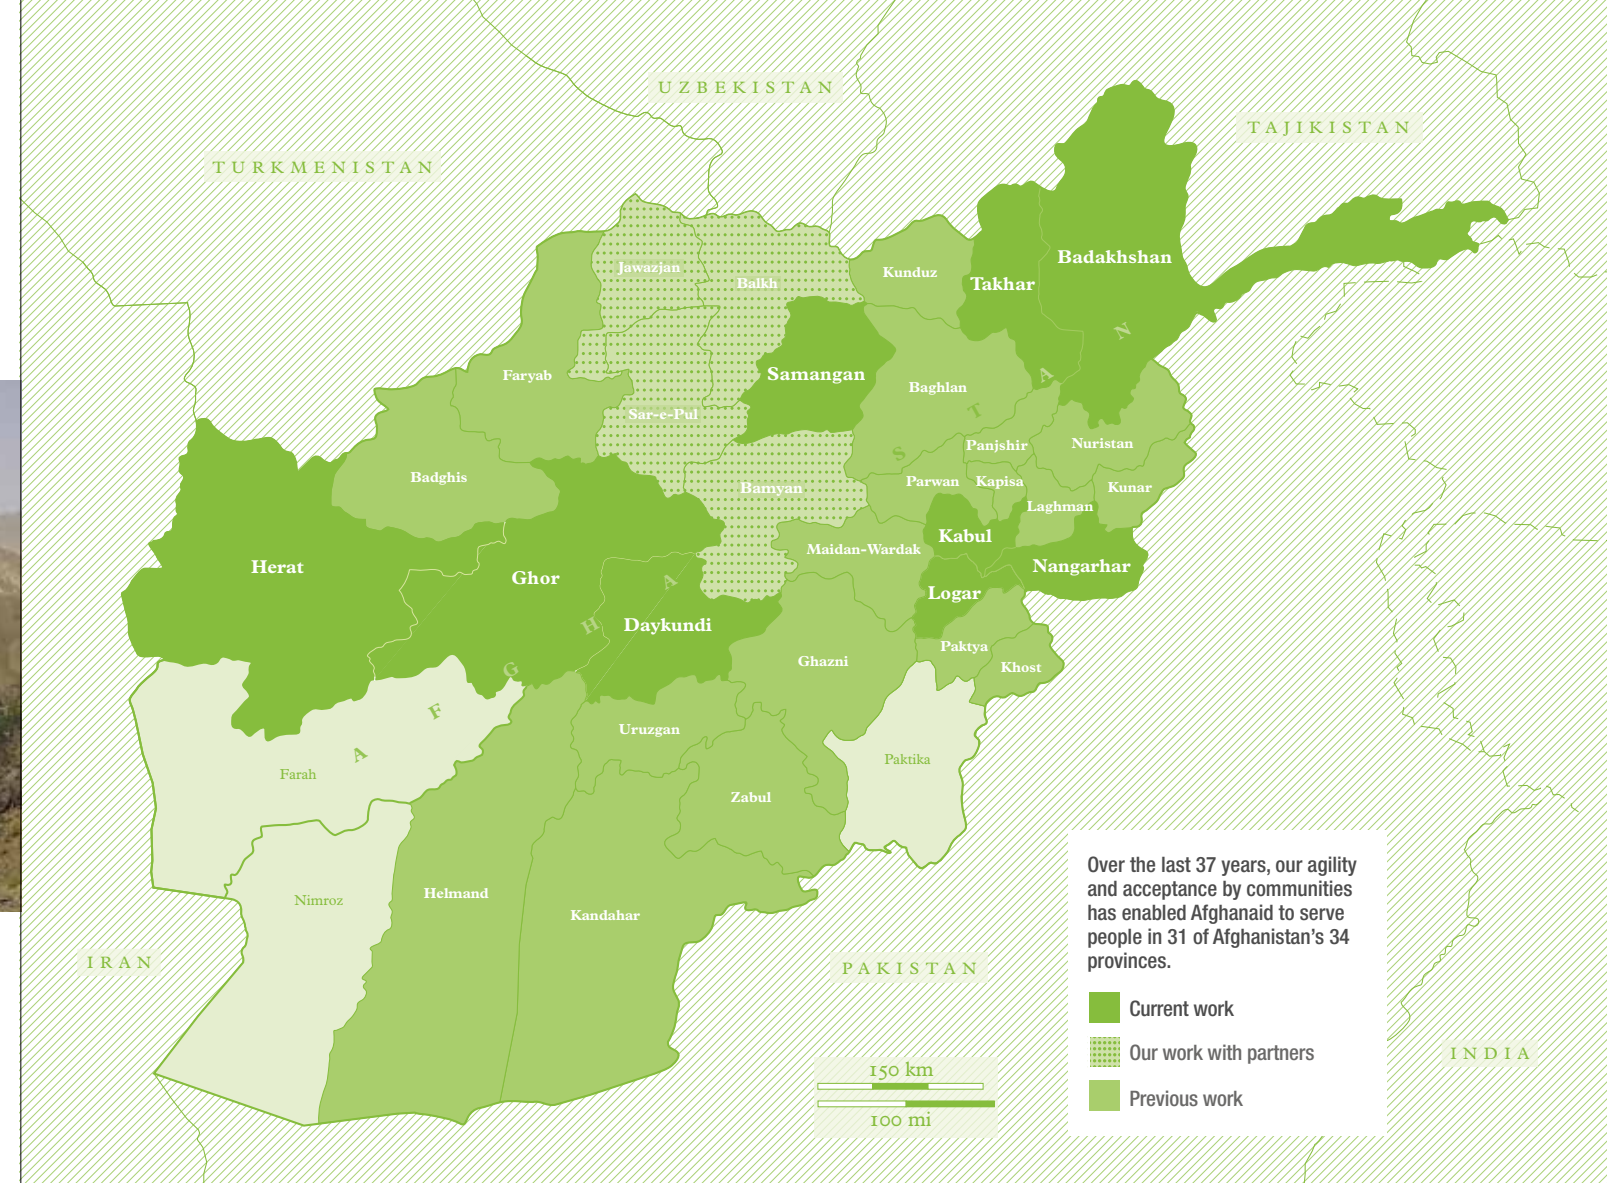 UZBEKISTAN
TAJIKISTAN
TURKMENISTAN
Badakhshan
Jawazjan
Kunduz
Balkh
Takhar
N
Faryab
Samangan
A
Baghlan
T
Sar-e-Pul
Nuristan
Panjshir
S
Badghis
Parwan
Kapisa
Bamyan
Kunar
Laghman
Kabul
Maidan-Wardak
Herat
Nangarhar
Ghor
A
Logar
H
Daykundi
Paktya
Ghazni
Khost
G
F
Uruzgan
A
Paktika
Farah
Zabul
Nimroz
Helmand
Kandahar
IRAN
PAKISTAN
INDIA
150 km
100 mi
Over the last 37 years, our agility
and acceptance by communities
has enabled Afghanaid to serve
people in 31 of Afghanistan's 34
provinces.
Current work
Our work with partners
Previous work